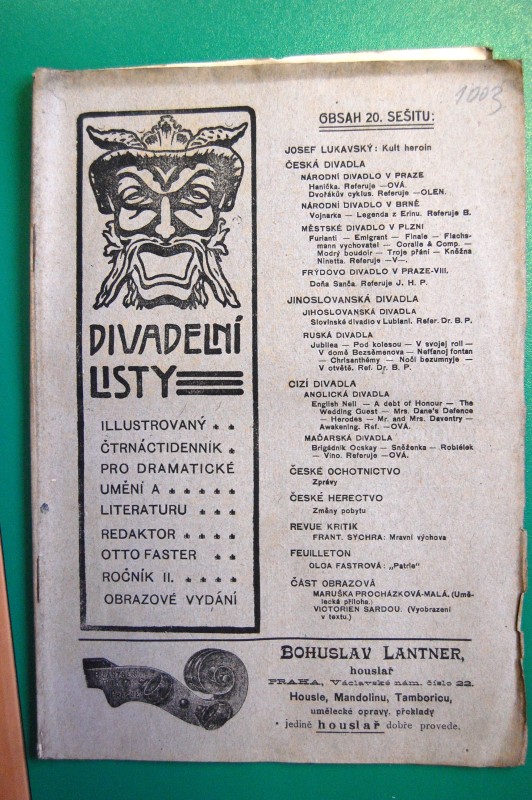 1003
DIVADELNÍ
LISTY
ILLUSTROVANÝ
ČTRNÁCTIDENNÍK
PRO DRAMATICKÉ
UMĚNÍ A
LITERATURU
REDAKTOR
OTTO FASTER
ROČNÍK II.
OBRAZOVÉ VYDÁNÍ
OBSAH 20. SEŠITU:
JOSEF LUKAVSKÝ: Kult heroin
ČESKÁ DIVADLA
NÁRODNÍ DIVADLO V PRAZE
Hanička. Referuje —OVÁ.
Dvořákův cyklus. Referuje —OLEN.
NÁRODNÍ DIVADLO V BRNĚ
Vojnarka — Legenda z Erinu. Referuje B.
MĚSTSKÉ DIVADLO V PLZNI
Furianti — Emigrant — Finale — Flachs-
mann vychovatel — Coralie & Comp. —
Modrý boudoir — Troje přání — Kněžna
Ninetta. Referuje —V—.
FRÝDOVO DIVADLO V PRAZE-VIII.
Doňa Sanča. Referuje J. H. P.
JINOSLOVANSKÁ DIVADLA
JIHOSLOVANSKÁ DIVADLA
Slovinské divadlo v Lublani. Refer. Dr. B. P.
RUSKÁ DIVADLA
Jubilea — Pod kolesou — V svojej roli —
V domě Bezsěmenova — Neftanoj fontan
— Chrisanthémy — Noči bezumnyje —
V otvětě. Ref. Dr. B. P.
CIZÍ DIVADLA
ANGLICKÁ DIVADLA
English Nell — A debt of Honour — The
Wedding Guest — Mrs. Dane's Defence
— Herodes — Mr. and Mrs. Daventry —
Awakening. Ref. —OVÁ.
MAĎARSKÁ DIVADLA
Brigádník Ocskay — Sněženka — Robišek
— Vino. Referuje —OVÁ.
ČESKÉ OCHOTNICTVO
Zprávy
ČESKÉ HERECTVO
Změny pobytu
REVUE KRITIK
FRANT. SÝCHRA: Mravní výchova
FEUILLETON
OLGA FASTROVÁ: „Patrie"
ČÁST OBRAZOVÁ
MARUŠKA PROCHÁZKOVÁ-MALÁ. (Umě-
lecká příloha.)
VICTORIEN SARDOU. (Vyobrazení
v textu.)
BOHUSLAV LANTNER,
houslař
PRAHA, Václavské nám. číslo 22.
Housle, Mandolinu, Tamboricu,
umělecké opravy, překlady
jedině houslař dobře provede.